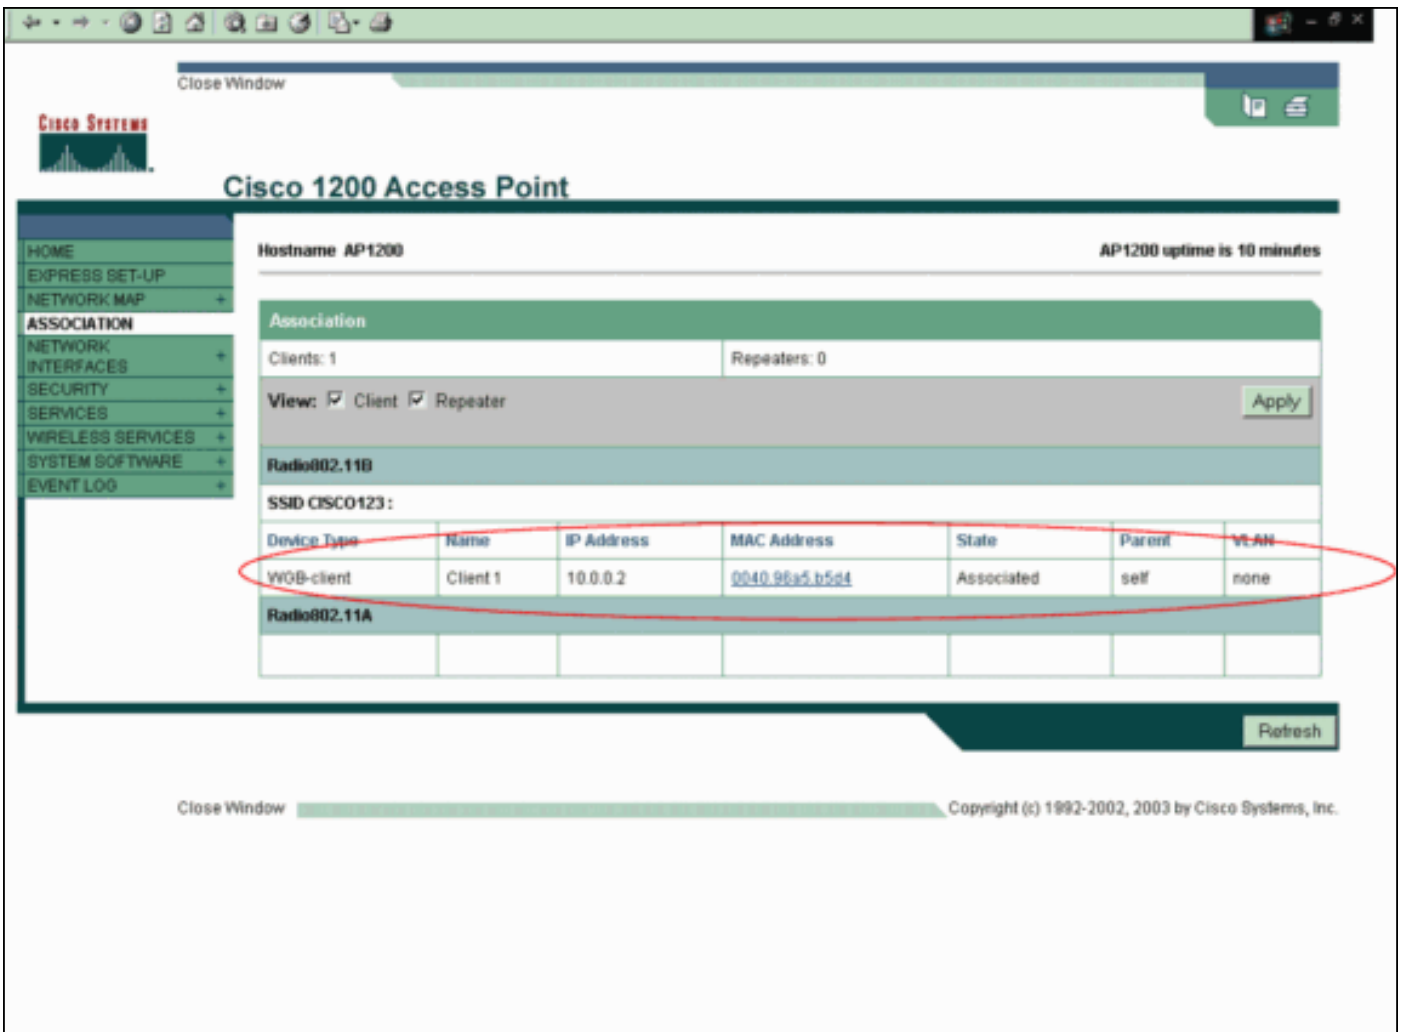 Close Window
CISCO SYSTEMS
Cisco 1200 Access Point
HOME
EXPRESS SET-UP
NETWORK MAP +
ASSOCIATION
NETWORK
INTERFACES +
SECURITY +
SERVICES +
WIRELESS SERVICES +
SYSTEM SOFTWARE +
EVENT LOG +
Hostname AP1200 AP1200 uptime is 10 minutes
Association
Clients: 1 Repeaters: 0
View: Client Repeater Apply
Radio802.11B
SSID CISCO123 :
Device Type Name IP Address MAC Address State Parent VLAN
WGB-client Client 1 10.0.0.2 0040.96a5.b5d4 Associated self none
Radio802.11A
Refresh
Close Window Copyright (c) 1992-2002, 2003 by Cisco Systems, Inc.